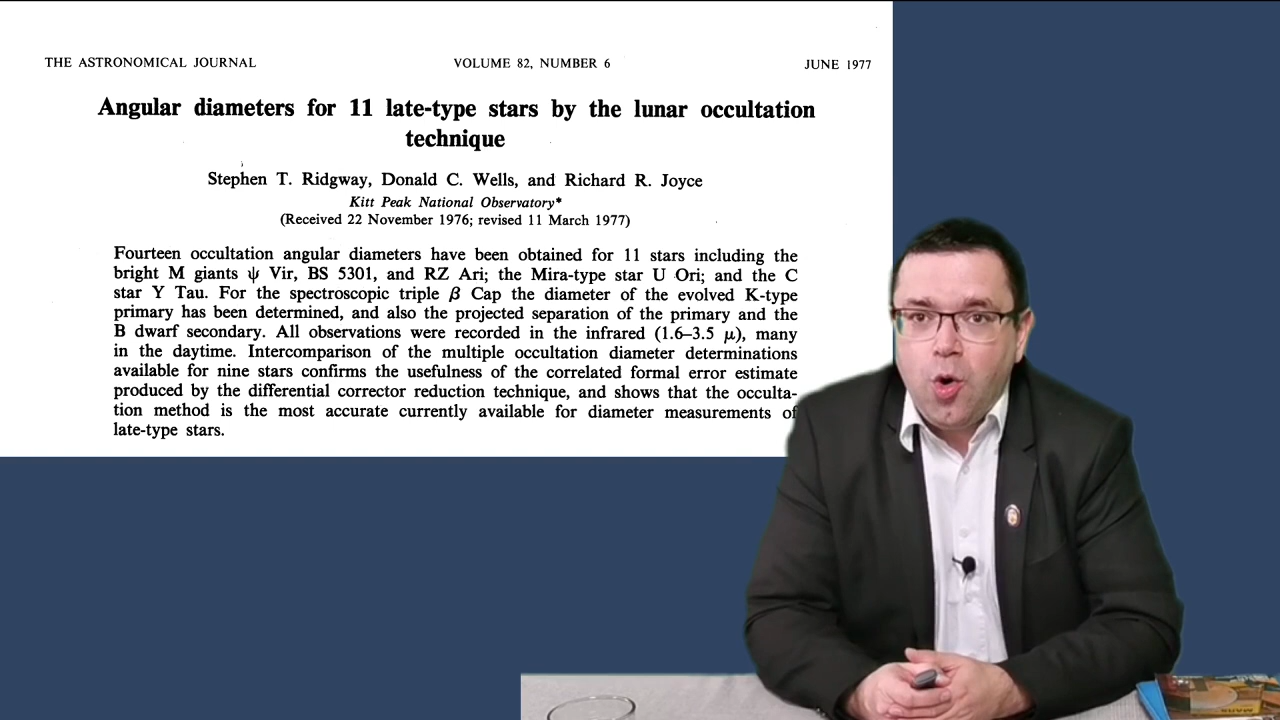 THE ASTRONOMICAL JOURNAL VOLUME 82, NUMBER 6 JUNE 1977
Angular diameters for 11 late-type stars by the lunar occultation
technique
Stephen T. Ridgway, Donald C. Wells, and Richard R. Joyce
Kitt Peak National Observatory*
(Received 22 November 1976; revised 11 March 1977)
Fourteen occultation angular diameters have been obtained for 11 stars including the
bright M giants ψ Vir, BS 5301, and RZ Ari; the Mira-type star U Ori; and the C
star Y Tau. For the spectroscopic triple β Cap the diameter of the evolved K-type
primary has been determined, and also the projected separation of the primary and the
B dwarf secondary. All observations were recorded in the infrared (1.6–3.5 μ), many
in the daytime. Intercomparison of the multiple occultation diameter determinations
available for nine stars confirms the usefulness of the correlated formal error estimate
produced by the differential corrector reduction technique, and shows that the occulta-
tion method is the most accurate currently available for diameter measurements of
late-type stars.